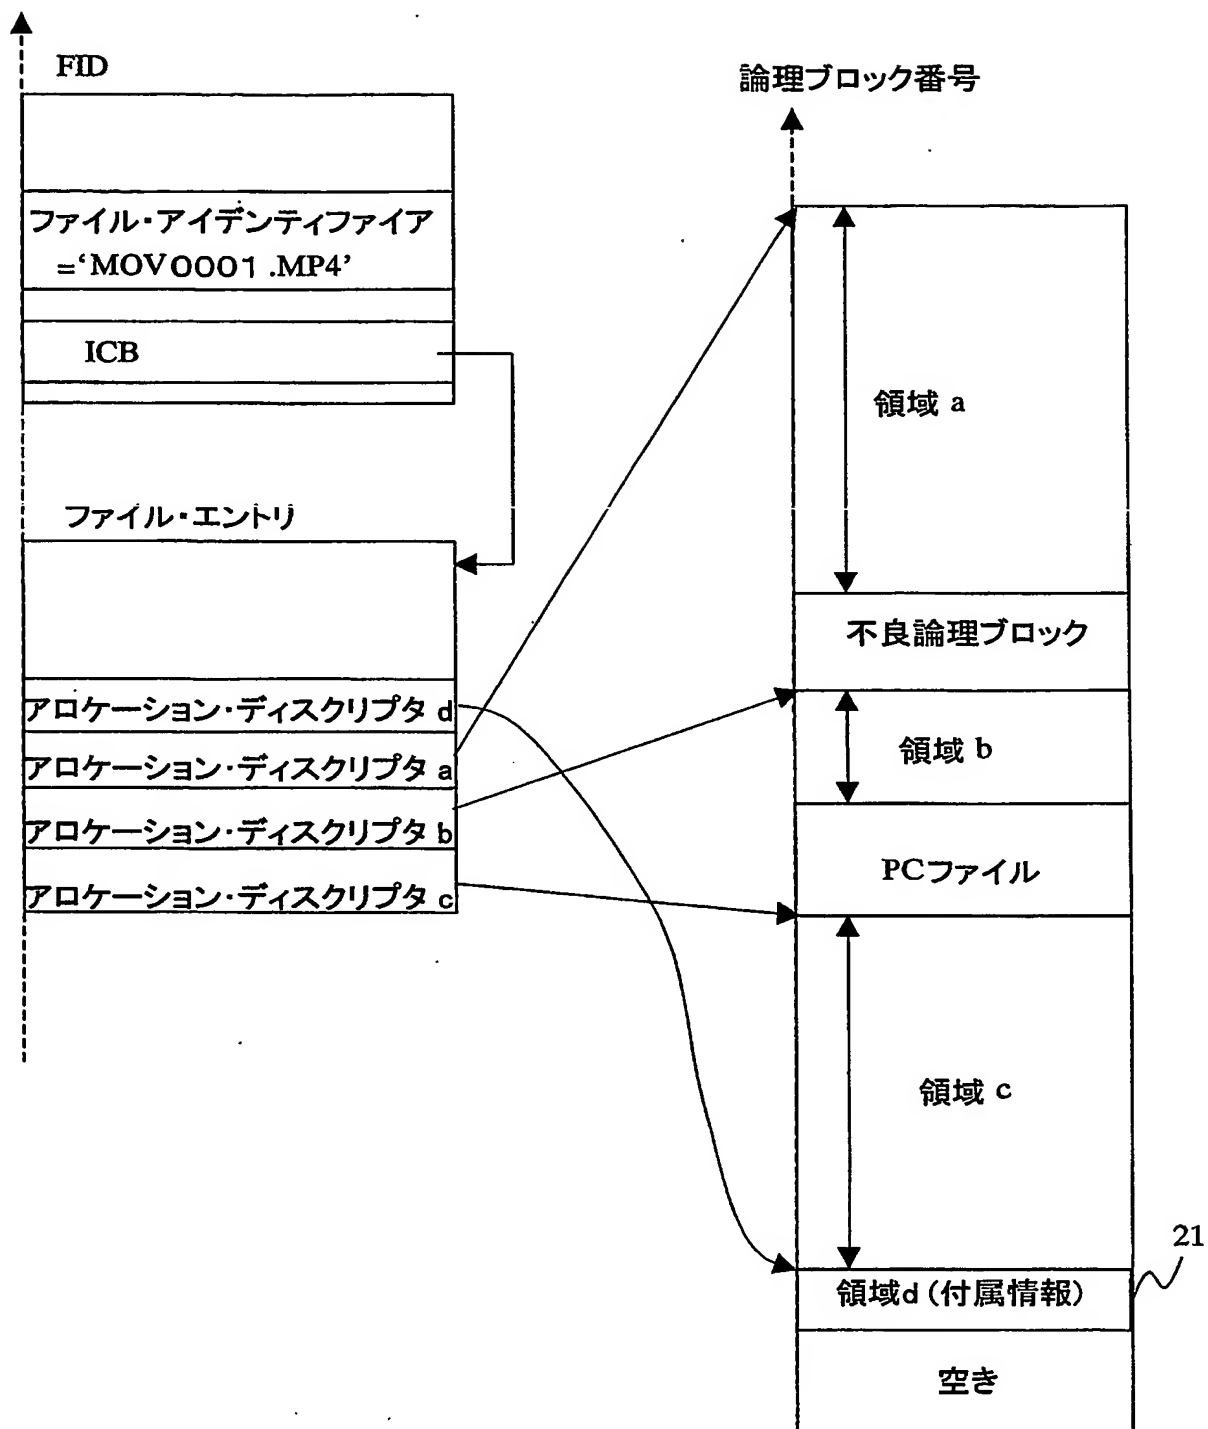 FID
ファイル・アイデンティファイア
=‘MOV0001.MP4’
ICB
ファイル・エントリ
アロケーション・ディスクリプタ d
アロケーション・ディスクリプタ a
アロケーション・ディスクリプタ b
アロケーション・ディスクリプタ c
論理ブロック番号
領域 a
不良論理ブロック
領域 b
PCファイル
領域 c
領域d(付属情報)
21
空き